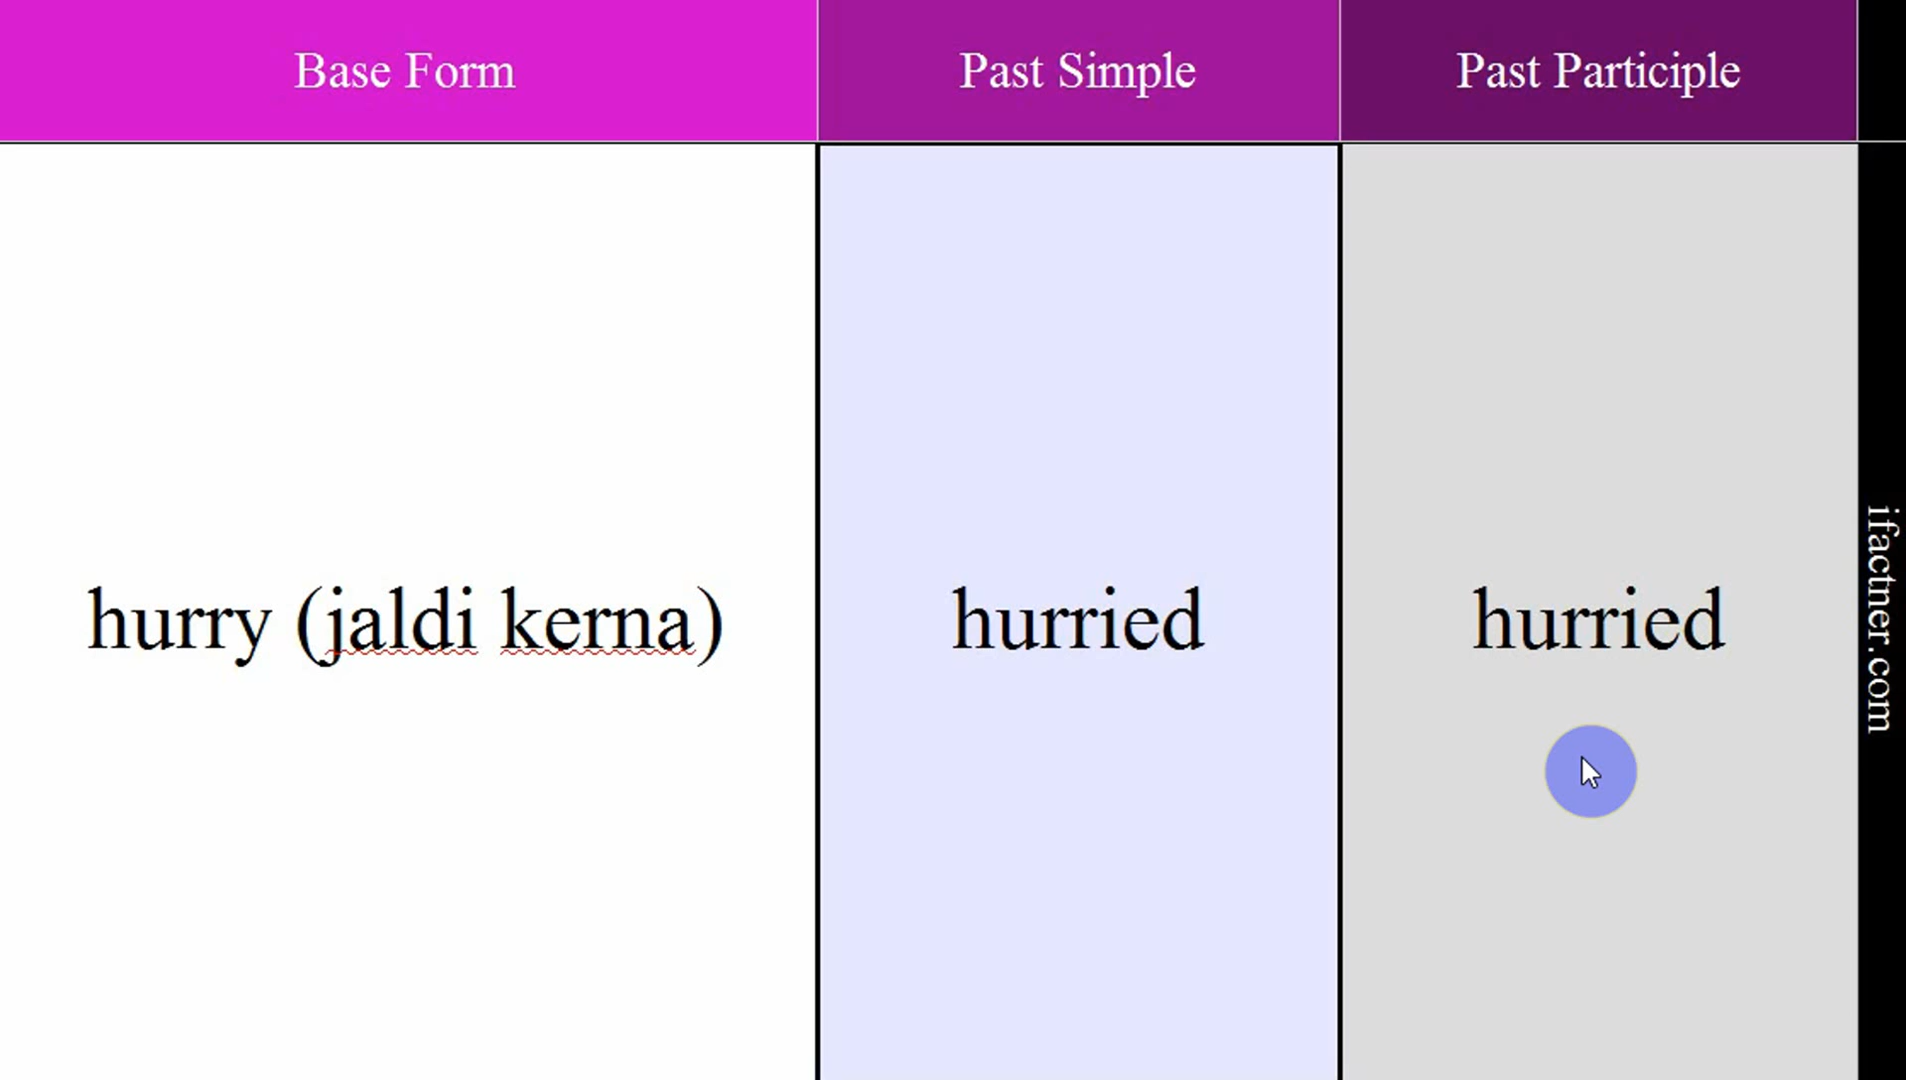 Base Form Past Simple Past Participle
hurry (jaldi kerna) hurried hurried
ifactner.com